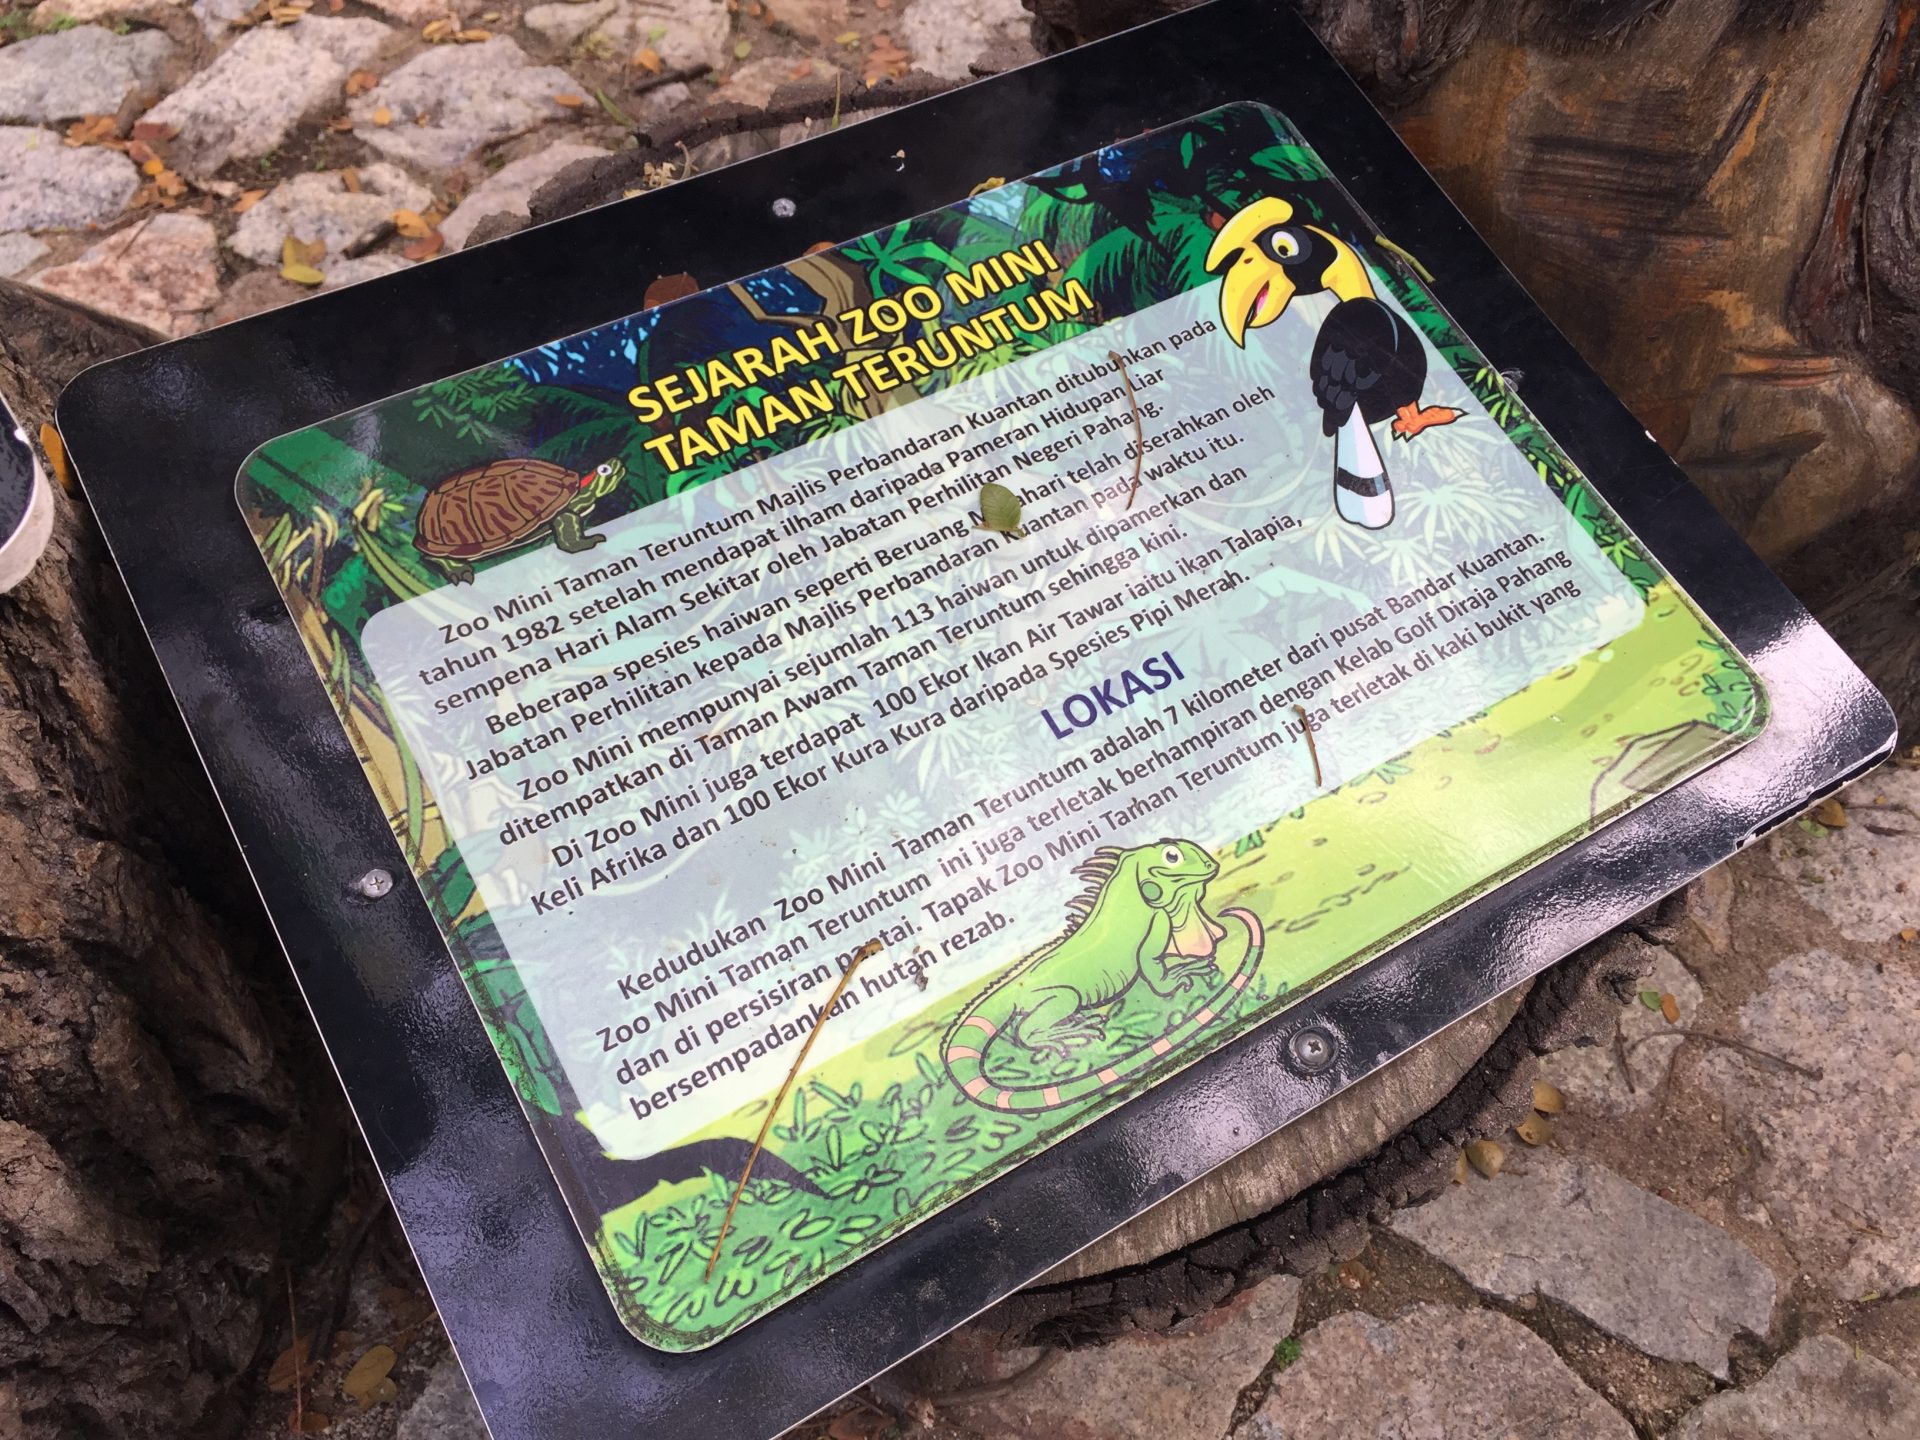 SEJARAH ZOO MINI
TAMAN TERUNTUM
Zoo Mini Taman Teruntum Majlis Perbandaran Kuantan ditubuhkan pada
tahun 1982 setelah mendapat ilham daripada Pameran Hidupan Liar
sempena Hari Alam Sekitar oleh Jabatan Perhilitan Negeri Pahang.
Beberapa spesies haiwan seperti Beruang Matahari telah diserahkan oleh
Jabatan Perhilitan kepada Majlis Perbandaran Kuantan pada waktu itu.
Zoo Mini mempunyai sejumlah 113 haiwan untuk dipamerkan dan
ditempatkan di Taman Awam Taman Teruntum sehingga kini.
Di Zoo Mini juga terdapat 100 Ekor Ikan Air Tawar iaitu ikan Talapia,
Keli Afrika dan 100 Ekor Kura Kura daripada Spesies Pipi Merah.
LOKASI
Kedudukan Zoo Mini Taman Teruntum adalah 7 kilometer dari pusat Bandar Kuantan.
Zoo Mini Taman Teruntum ini juga terletak berhampiran dengan Kelab Golf Diraja Pahang
dan di persisiran pantai. Tapak Zoo Mini Taman Teruntum juga terletak di kaki bukit yang
bersempadankan hutan rezab.